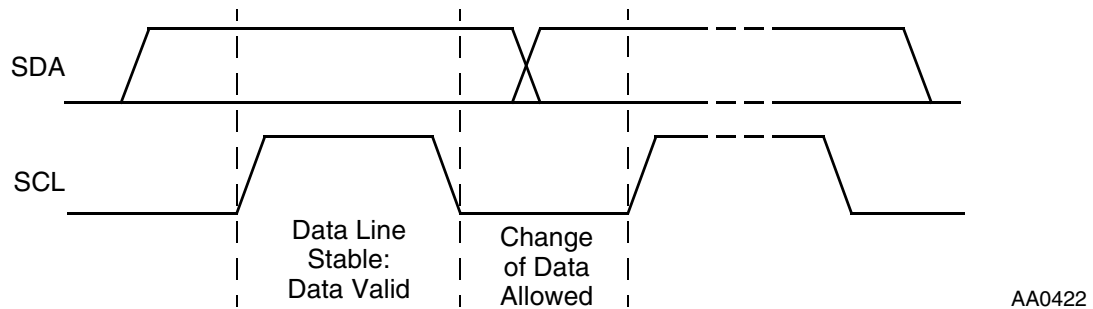 SDA
SCL
Data Line
Stable:
Data Valid
Change
of Data
Allowed
AA0422